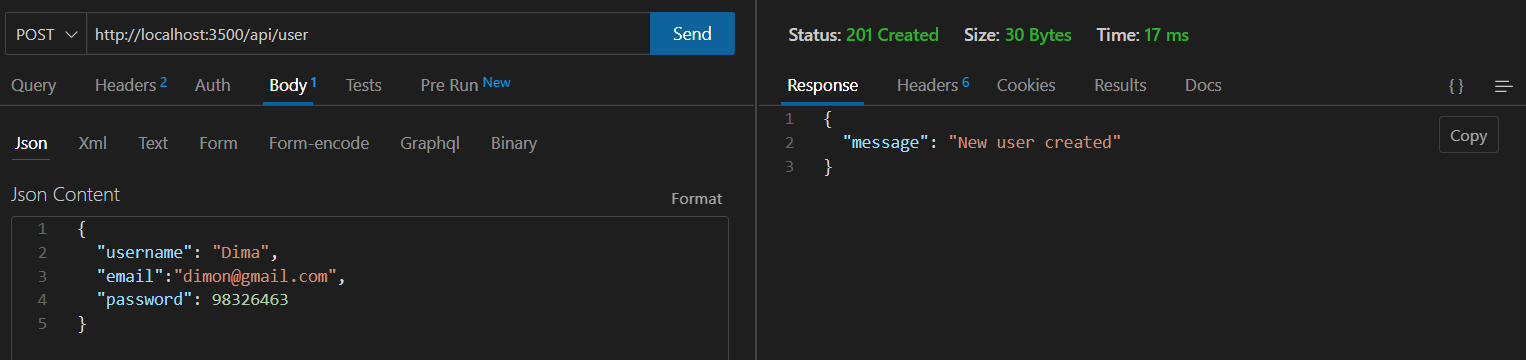 POST http://localhost:3500/api/user Send
Query Headers 2 Auth Body 1 Tests Pre Run New
Json Xml Text Form Form-encode Graphql Binary
Json Content Format
1 {
2 "username": "Dima",
3 "email":"dimon@gmail.com",
4 "password": 98326463
5 }
Status: 201 Created Size: 30 Bytes Time: 17 ms
Response Headers 6 Cookies Results Docs { }
1 {
2 "message": "New user created"
3 }
Copy